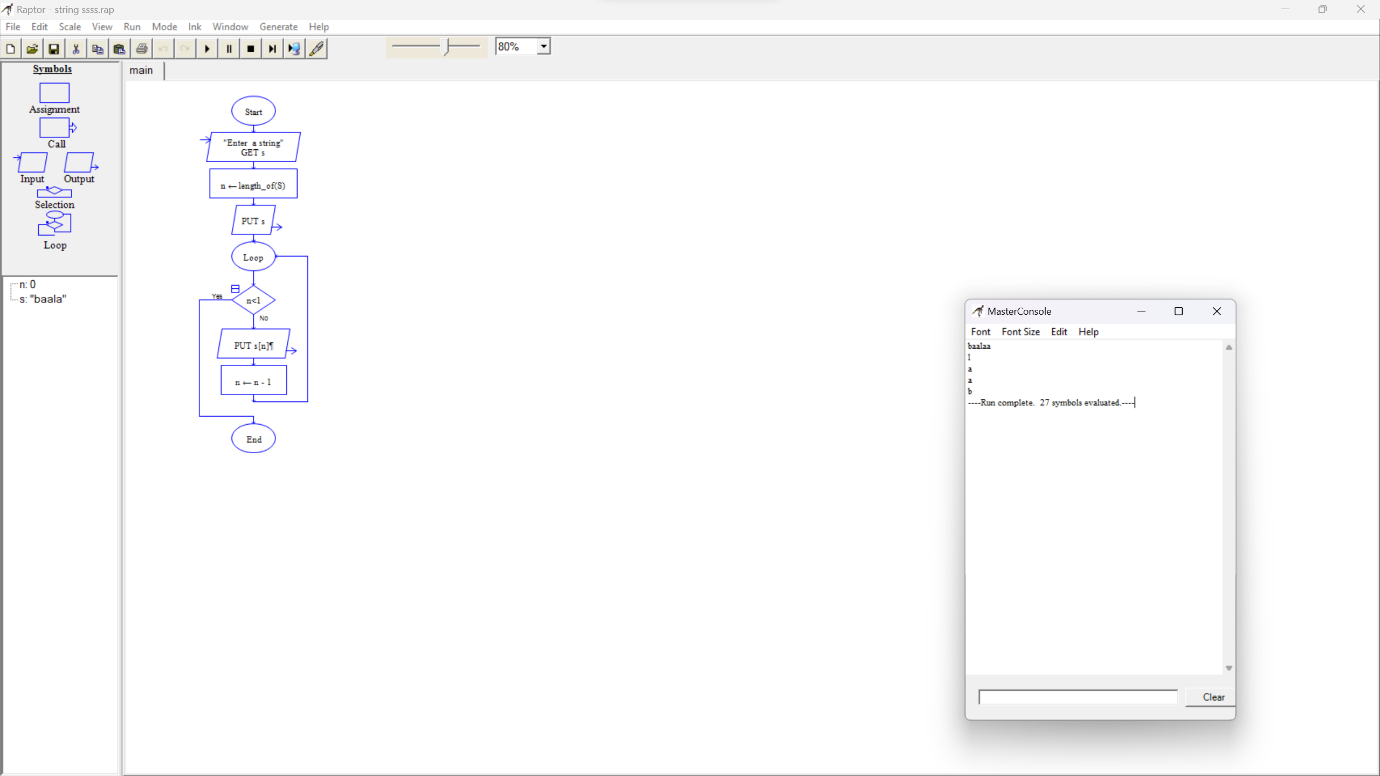 Raptor - string ssss.rap
File Edit Scale View Run Mode Ink Window Generate Help
80%
Symbols
Assignment
Call
Input Output
Selection
Loop
n: 0
s: "baala"
main
Start
"Enter a string"
GET s
n ← length_of(S)
PUT s
Loop
Yes
n<1
No
PUT s[n]¶
n ← n - 1
End
MasterConsole
Font Font Size Edit Help
baalaa
l
a
a
b
----Run complete. 27 symbols evaluated.----
Clear